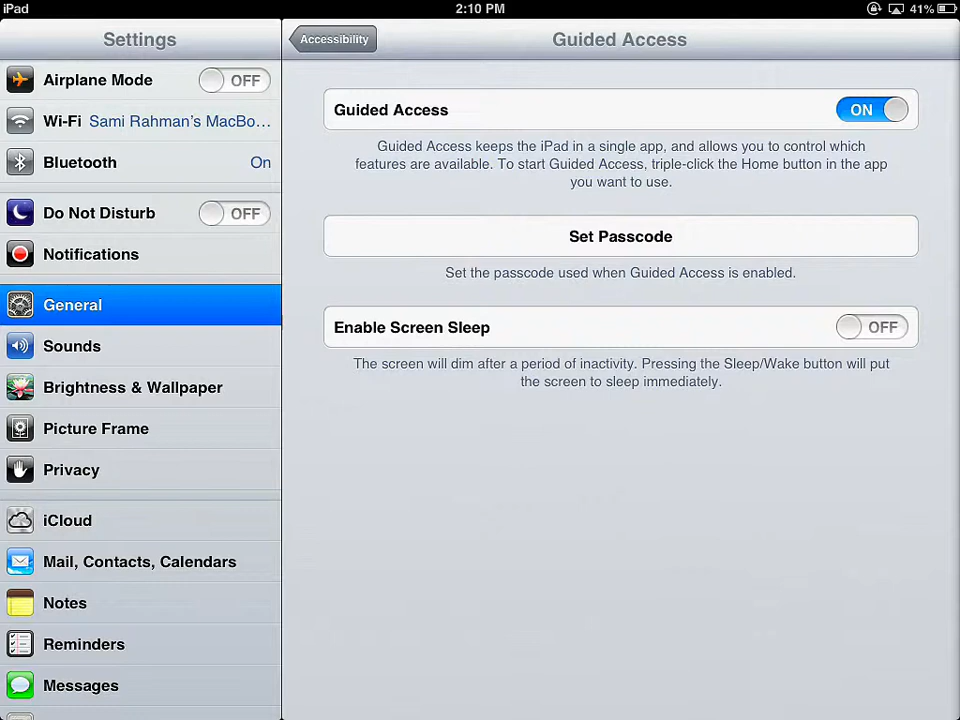 iPad
2:10 PM
41%
Settings
Airplane Mode OFF
Wi-Fi Sami Rahman's MacBo...
Bluetooth On
Do Not Disturb OFF
Notifications
General
Sounds
Brightness & Wallpaper
Picture Frame
Privacy
iCloud
Mail, Contacts, Calendars
Notes
Reminders
Messages
Accessibility
Guided Access
Guided Access ON
Guided Access keeps the iPad in a single app, and allows you to control which
features are available. To start Guided Access, triple-click the Home button in the app
you want to use.
Set Passcode
Set the passcode used when Guided Access is enabled.
Enable Screen Sleep OFF
The screen will dim after a period of inactivity. Pressing the Sleep/Wake button will put
the screen to sleep immediately.